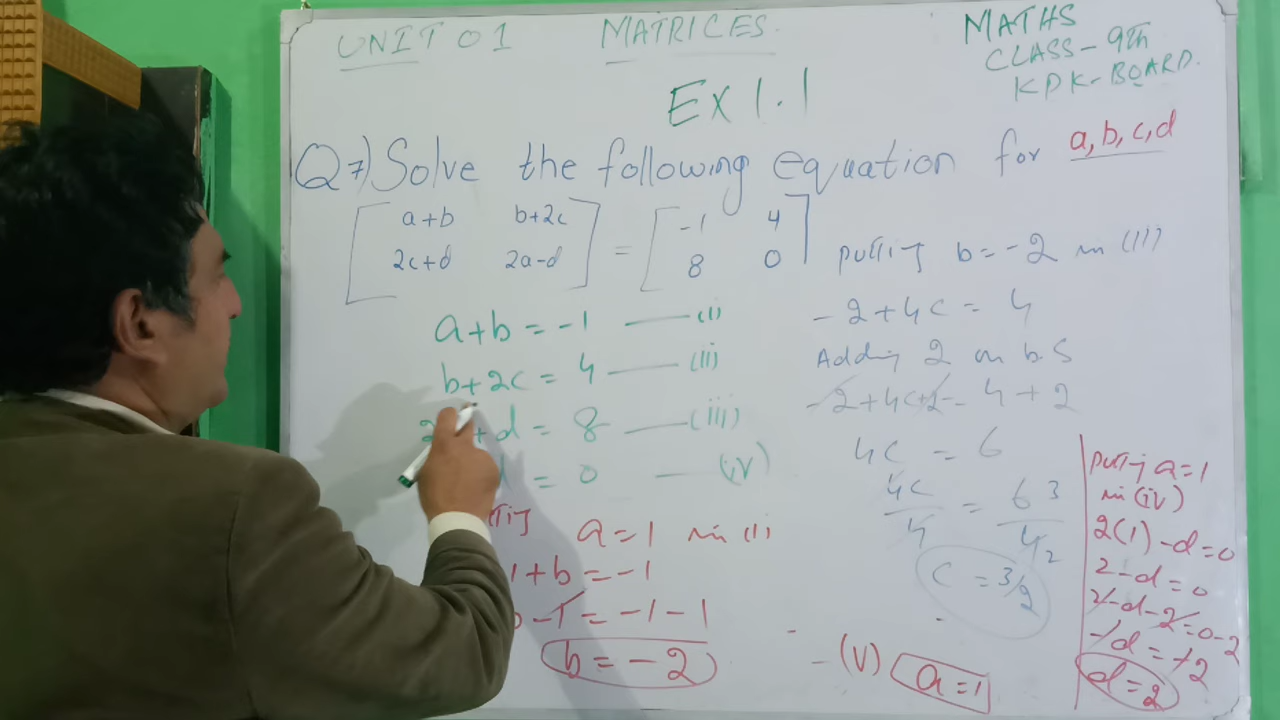 UNIT 01 MATRICES
MATHS
CLASS-9th
KPK-BOARD.
EX 1.1
Q7) Solve the following equation for a,b,c,d
[ a+b b+2c ] = [ -1 4 ]
[ 2c+d 2a-d ] [ 8 0 ]
a+b = -1 (i)
b+2c = 4 (ii)
2 +d = 8 (iii)
d = 0 (iv)
a=1 in (i)
1+b = -1
-1 = -1-1
b = -2
putting b=-2 in (ii)
-2+4c = 4
Adding 2 on b.S
-2+4c+2 = 4+2
4c = 6
4c/4 = 6 3/4 2
c = 3/2
(V) a=1
putting a=1
in (iv)
2(1)-d=0
2-d=0
2-d-2=0-2
-d=-2
d=2